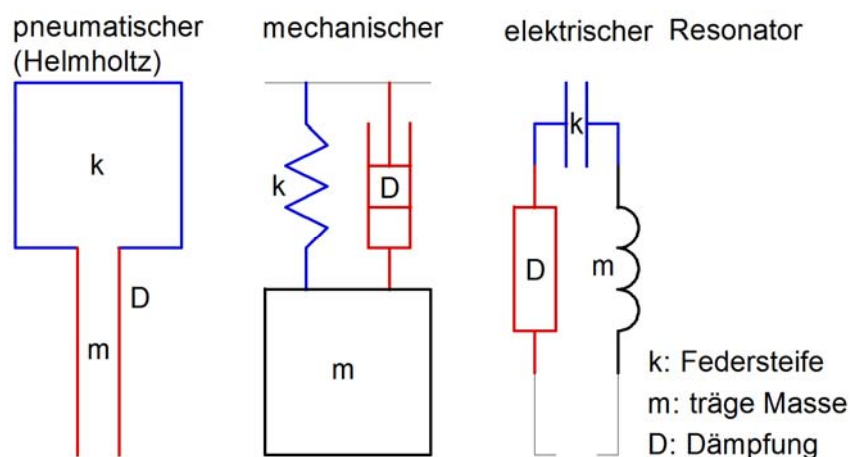 pneumatischer
(Helmholtz)
mechanischer
elektrischer Resonator
k
D
m
k
D
m
k
D
m
k: Federsteife
m: träge Masse
D: Dämpfung